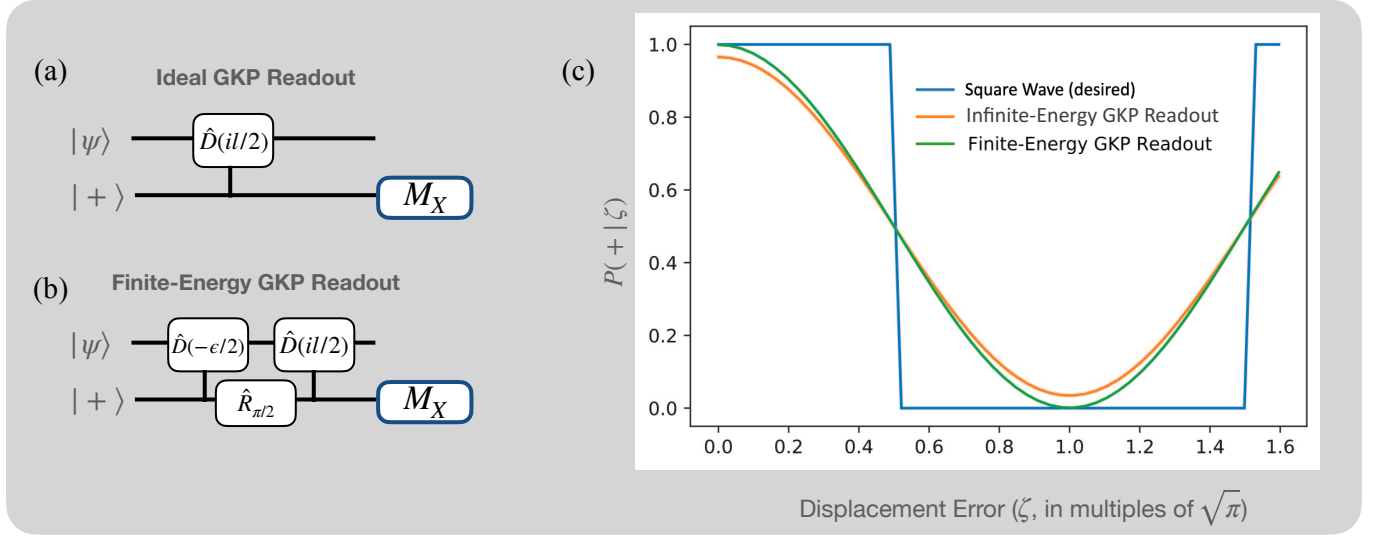 (a)
Ideal GKP Readout
|ψ⟩
D̂(il/2)
|+⟩
M_X
(b)
Finite-Energy GKP Readout
|ψ⟩
D̂(−ϵ/2)
D̂(il/2)
|+⟩
R̂_{π/2}
M_X
(c)
P(+|ζ)
1.0
0.8
0.6
0.4
0.2
0.0
Square Wave (desired)
Infinite-Energy GKP Readout
Finite-Energy GKP Readout
0.0 0.2 0.4 0.6 0.8 1.0 1.2 1.4 1.6
Displacement Error (ζ, in multiples of √π)